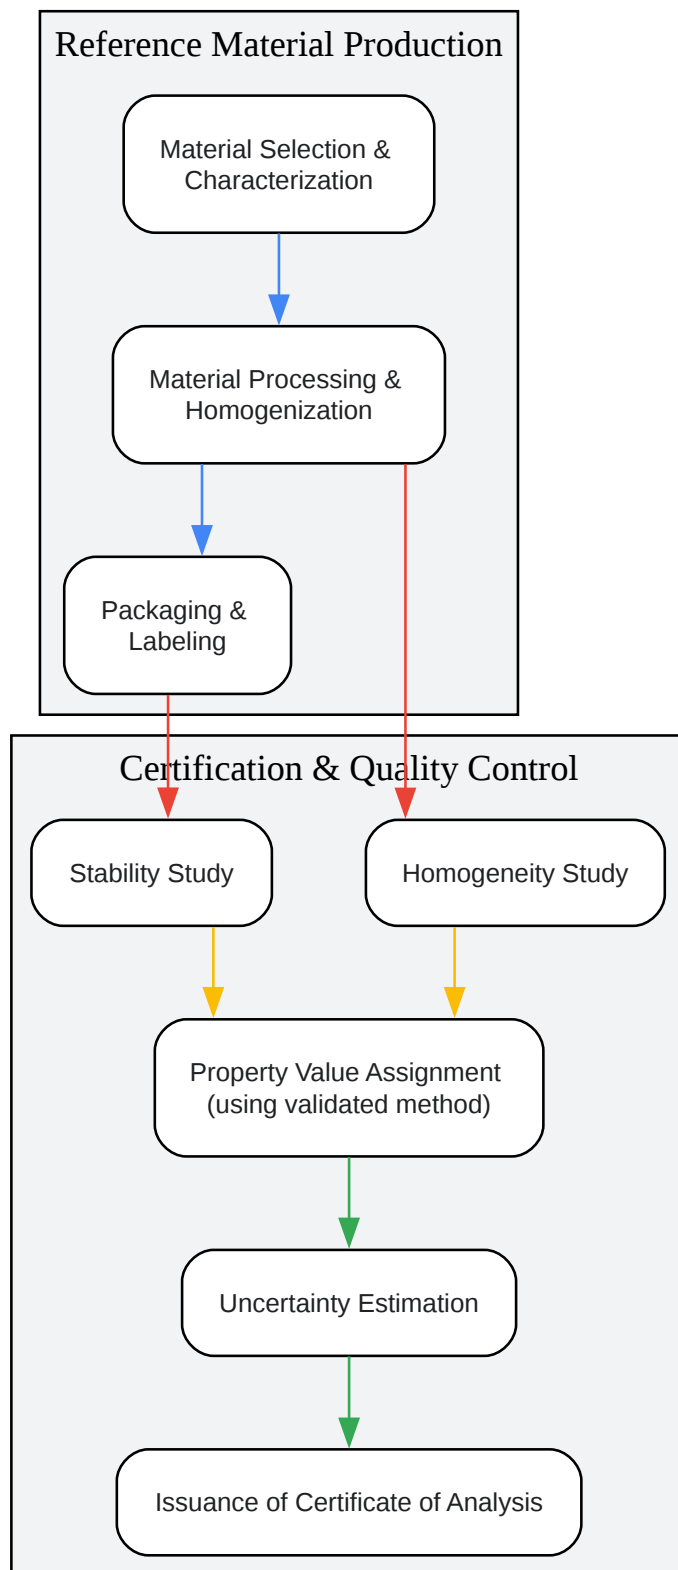 Reference Material Production
Material Selection &
Characterization
Material Processing &
Homogenization
Packaging &
Labeling
Certification & Quality Control
Stability Study
Homogeneity Study
Property Value Assignment
(using validated method)
Uncertainty Estimation
Issuance of Certificate of Analysis